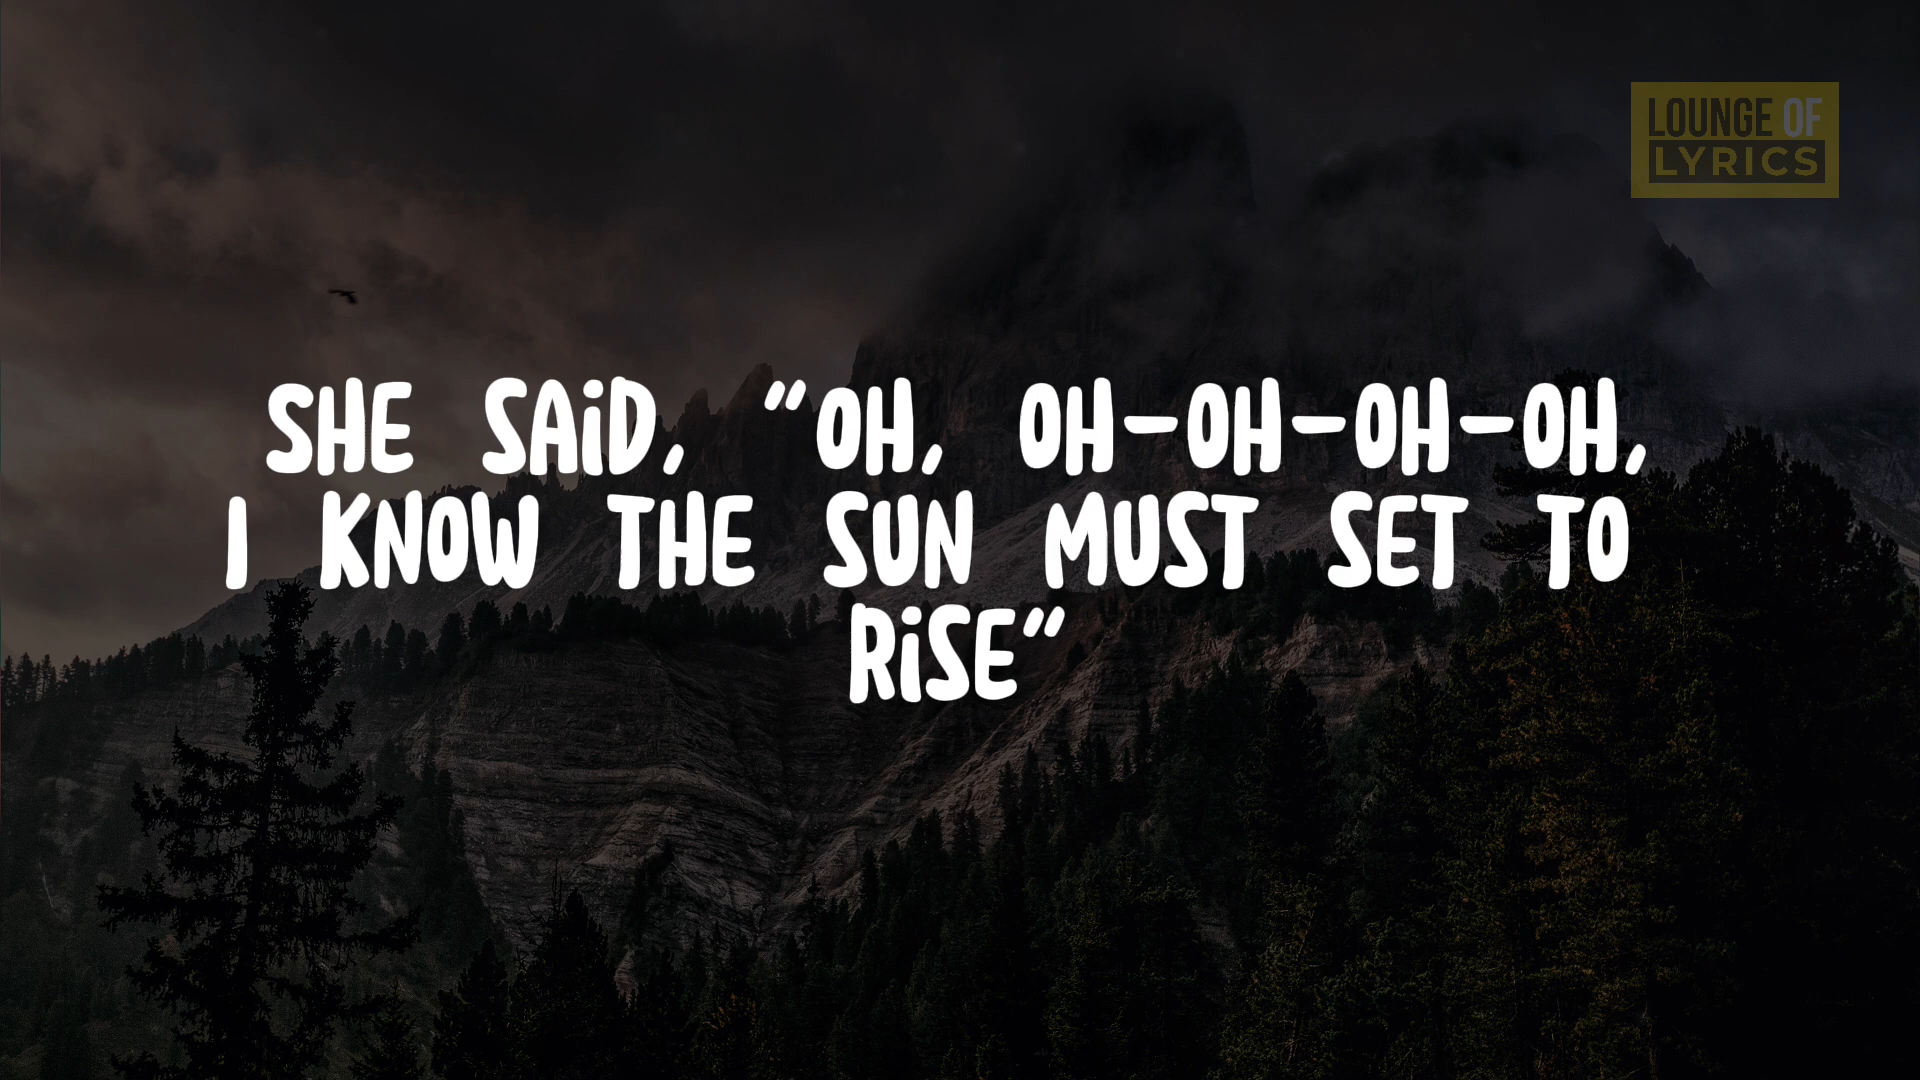 LOUNGE OF
LYRICS
SHE SAiD, "OH, OH-OH-OH-OH,
I KNOW THE SUN MUST SET TO
RiSE"